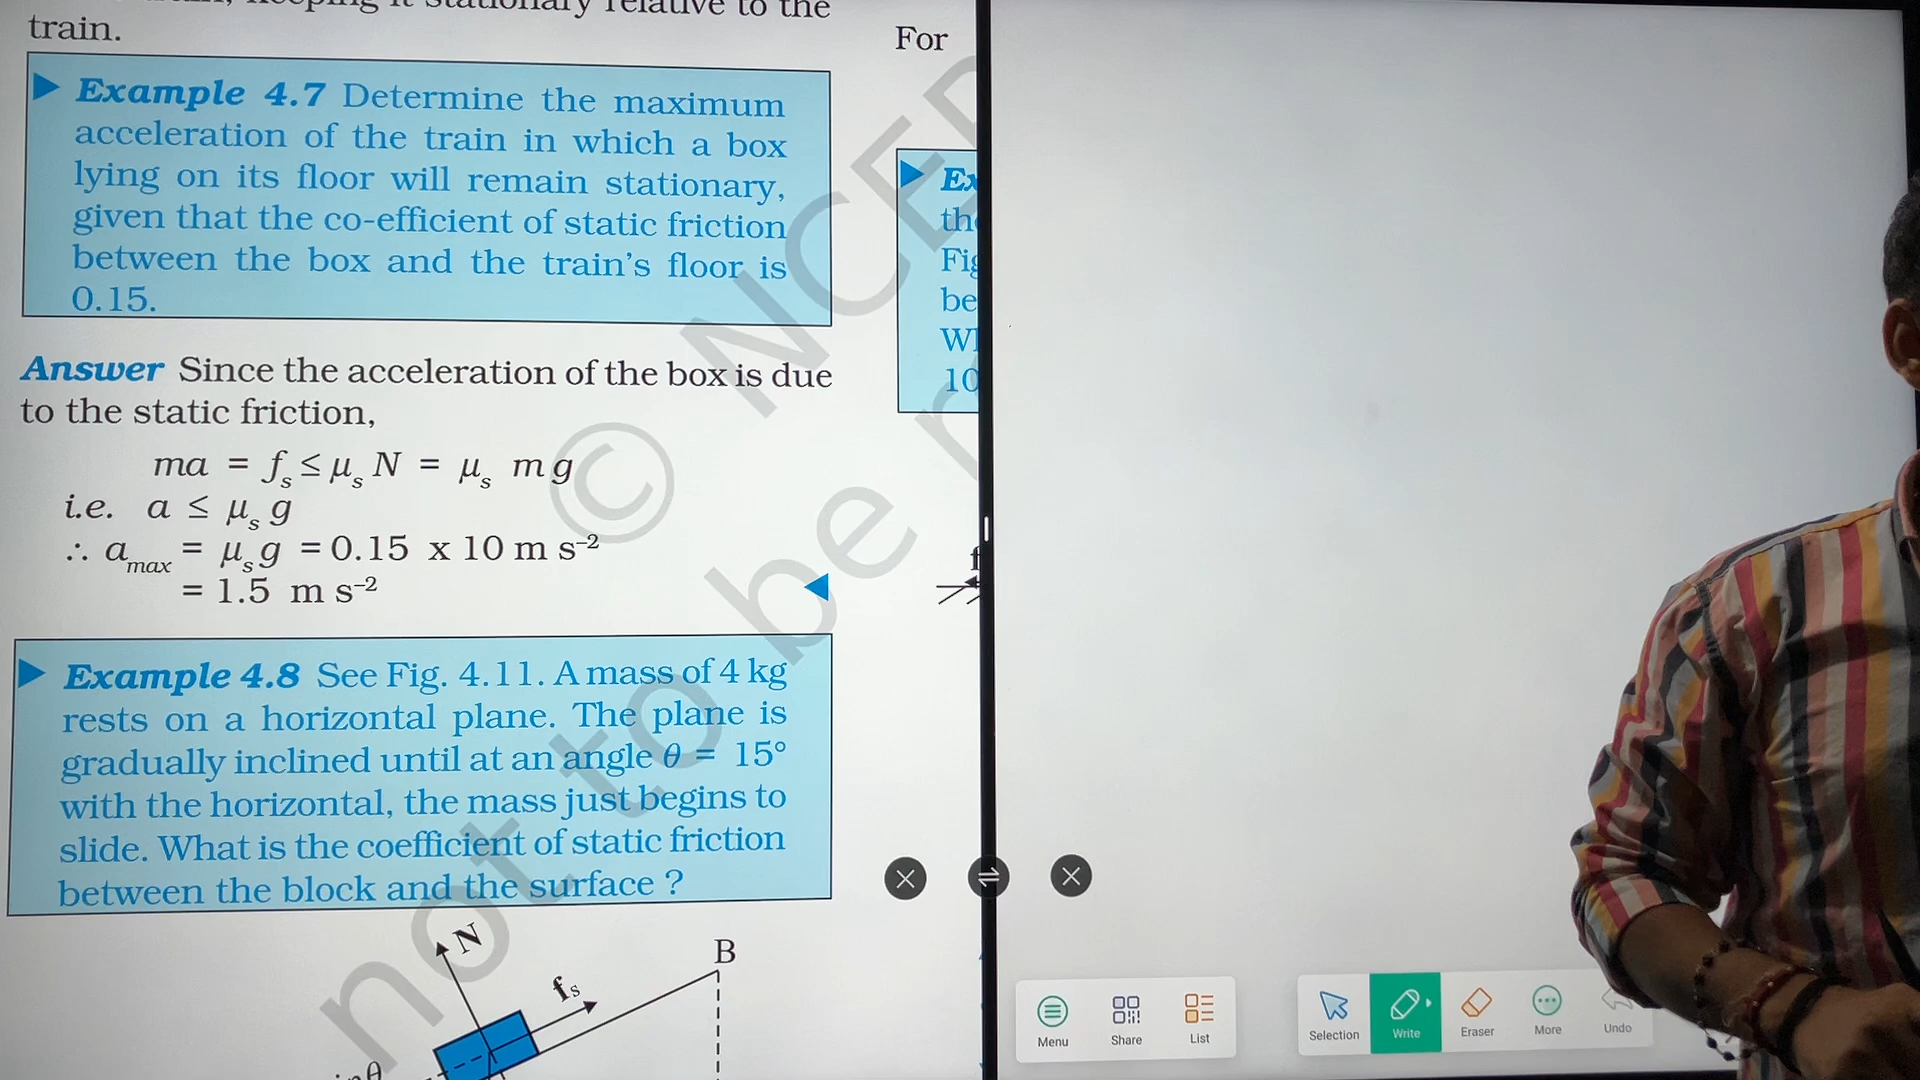 train.
Example 4.7 Determine the maximum
acceleration of the train in which a box
lying on its floor will remain stationary,
given that the co-efficient of static friction
between the box and the train's floor is
0.15.
Answer Since the acceleration of the box is due
to the static friction,
ma = fs ≤ μs N = μs mg
i.e. a ≤ μs g
∴ amax = μs g = 0.15 x 10 m s⁻²
= 1.5 m s⁻²
Example 4.8 See Fig. 4.11. A mass of 4 kg
rests on a horizontal plane. The plane is
gradually inclined until at an angle θ = 15°
with the horizontal, the mass just begins to
slide. What is the coefficient of static friction
between the block and the surface ?
N
fs
B
For
be
10
© NCE
not to be r
Menu
Share
List
Selection
Write
Eraser
More
Undo